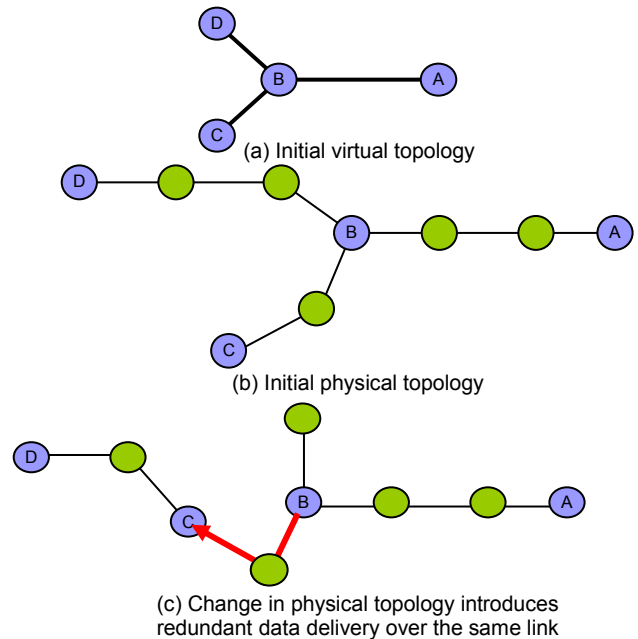 D
B
A
C
(a) Initial virtual topology
D
B
A
C
(b) Initial physical topology
D
B
A
C
(c) Change in physical topology introduces
redundant data delivery over the same link